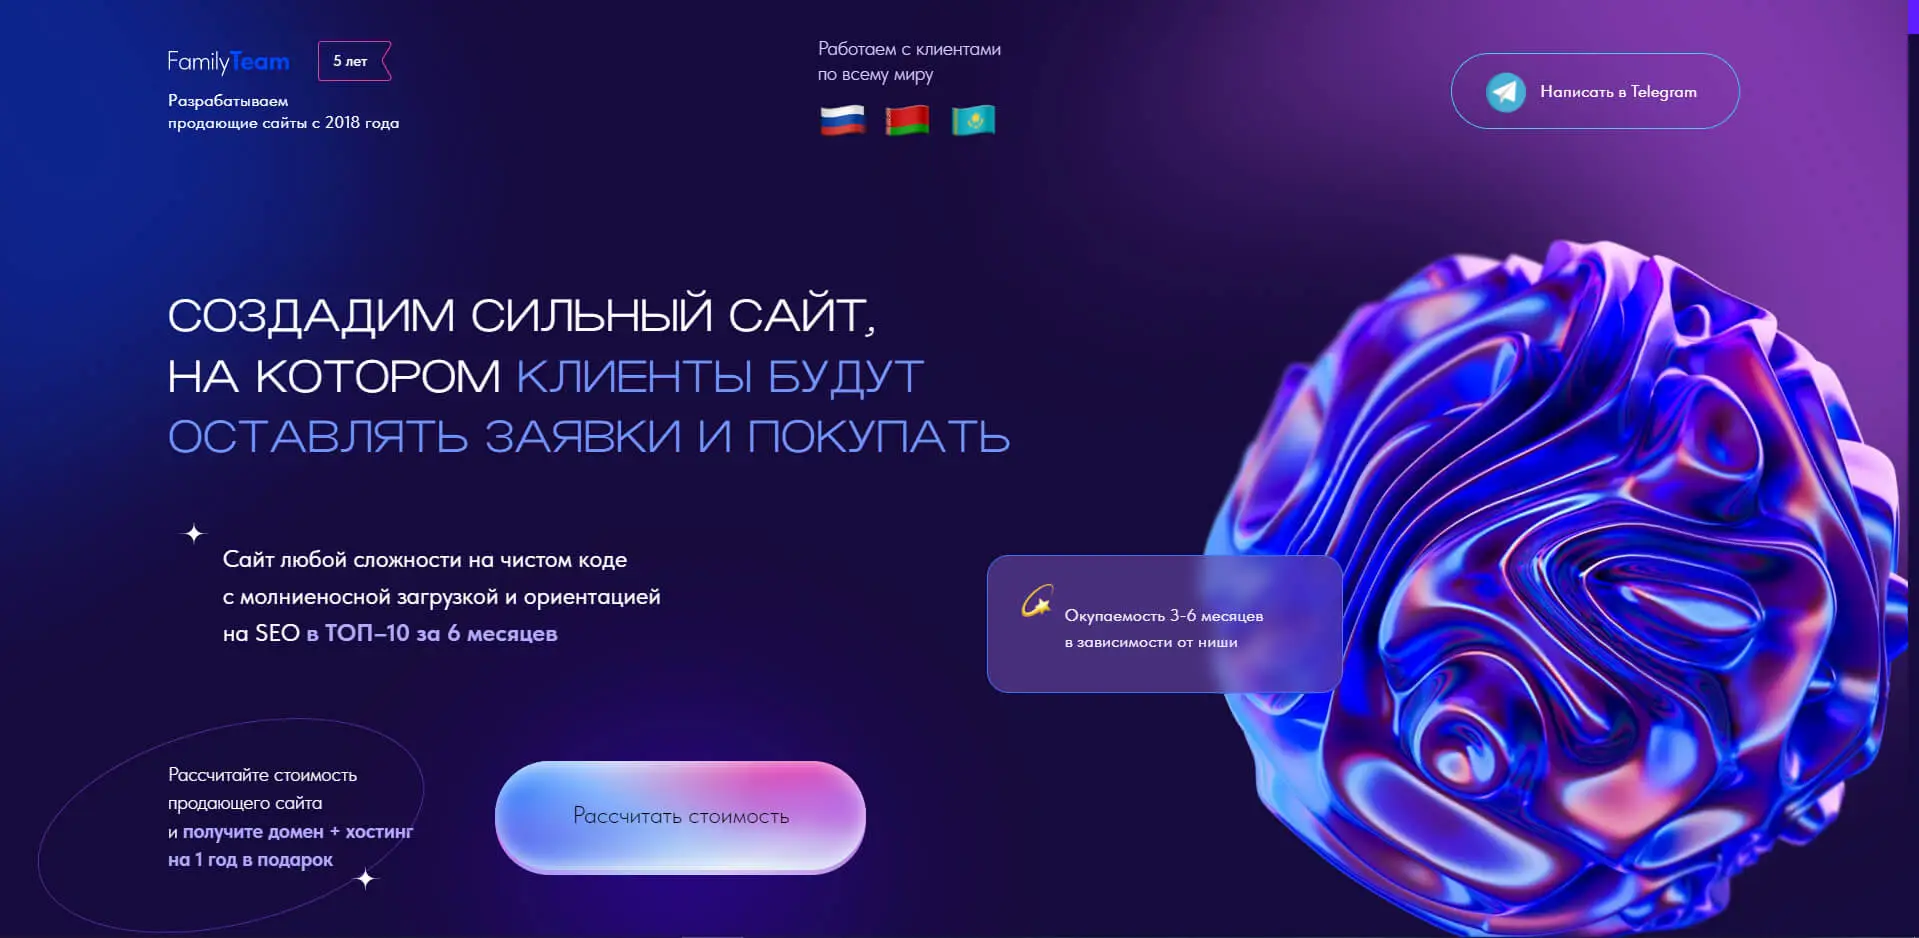 FamilyTeam
5 лет
Разрабатываем
продающие сайты с 2018 года
Работаем с клиентами
по всему миру
Написать в Telegram
СОЗДАДИМ СИЛЬНЫЙ САЙТ,
НА КОТОРОМ КЛИЕНТЫ БУДУТ
ОСТАВЛЯТЬ ЗАЯВКИ И ПОКУПАТЬ
Сайт любой сложности на чистом коде
с молниеносной загрузкой и ориентацией
на SEO в ТОП–10 за 6 месяцев
Окупаемость 3-6 месяцев
в зависимости от ниши
Рассчитайте стоимость
продающего сайта
и получите домен + хостинг
на 1 год в подарок
Рассчитать стоимость